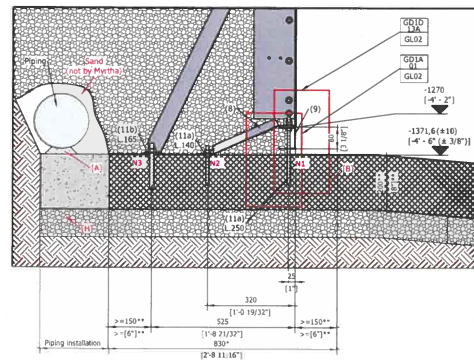 GD1D
13A
GL02
GD1A
01
GL02
Sand
(not by Myrtha)
Piping
(8)
(9)
-1270
[-4' - 2"]
80
[3 1/8"]
-1371,6(±10)
[-4' - 6" (± 3/8")]
(11b)
L.165
(11a)
L.140
(A)
N3
N2
N1
(B)
(H)
(11a)
L.250
25
[1"]
320
[1'-0 19/32"]
>=150**
525
>=150**
>=[6"]**
[1'-8 21/32"]
>=[6"]**
Piping installation
830*
[2'-8 11/16"]